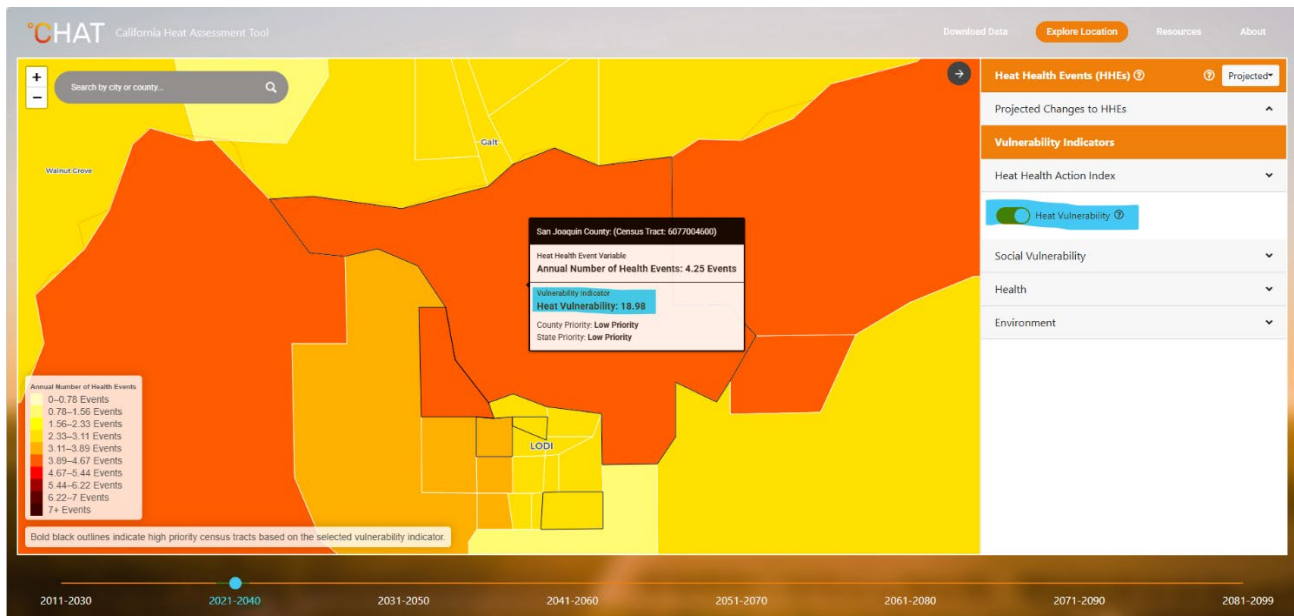 °CHAT California Heat Assessment Tool
Download Data
Explore Location
Resources
About
+
−
Search by city or county...
Walnut Grove
Galt
LODI
San Joaquin County: (Census Tract: 6077004600)
Heat Health Event Variable
Annual Number of Health Events: 4.25 Events
Vulnerability Indicator
Heat Vulnerability: 18.98
County Priority: Low Priority
State Priority: Low Priority
Annual Number of Health Events
0–0.78 Events
0.78–1.56 Events
1.56–2.33 Events
2.33–3.11 Events
3.11–3.89 Events
3.89–4.67 Events
4.67–5.44 Events
5.44–6.22 Events
6.22–7 Events
7+ Events
Bold black outlines indicate high priority census tracts based on the selected vulnerability indicator.
Heat Health Events (HHEs) ?
? Projected
Projected Changes to HHEs
Vulnerability Indicators
Heat Health Action Index
Heat Vulnerability ?
Social Vulnerability
Health
Environment
2011-2030
2021-2040
2031-2050
2041-2060
2051-2070
2061-2080
2071-2090
2081-2099